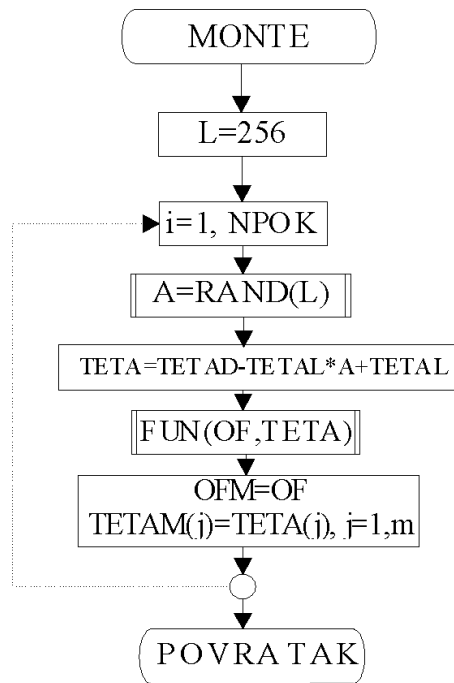 MONTE
L=256
i=1, NPOK
A=RAND(L)
TETA=TETAD-TETAL*A+TETAL
FUN(OF,TETA)
OFM=OF
TETAM(j)=TETA(j), j=1,m
POVRATAK